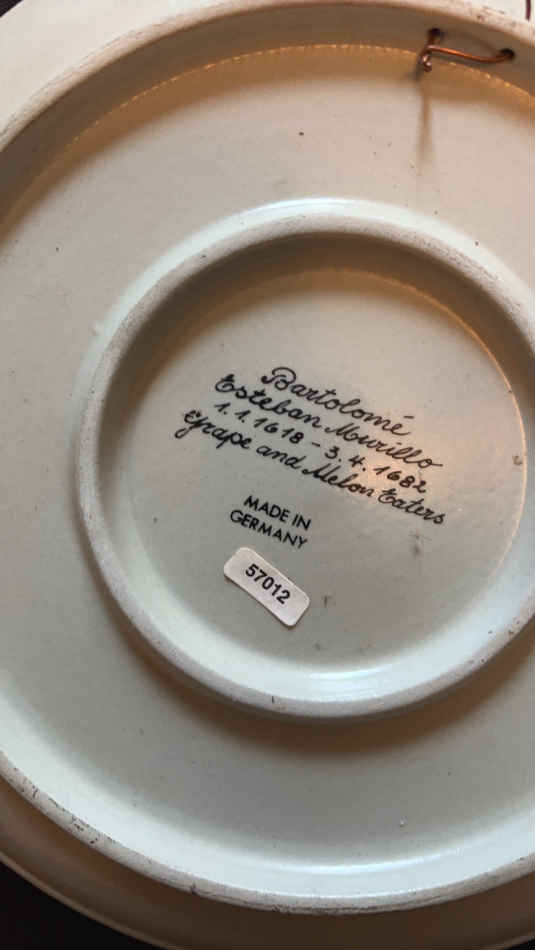 Bartolomé
Esteban Murillo
1.1.1618 - 3.4.1682
Grape and Melon Eaters
MADE IN
GERMANY
57012